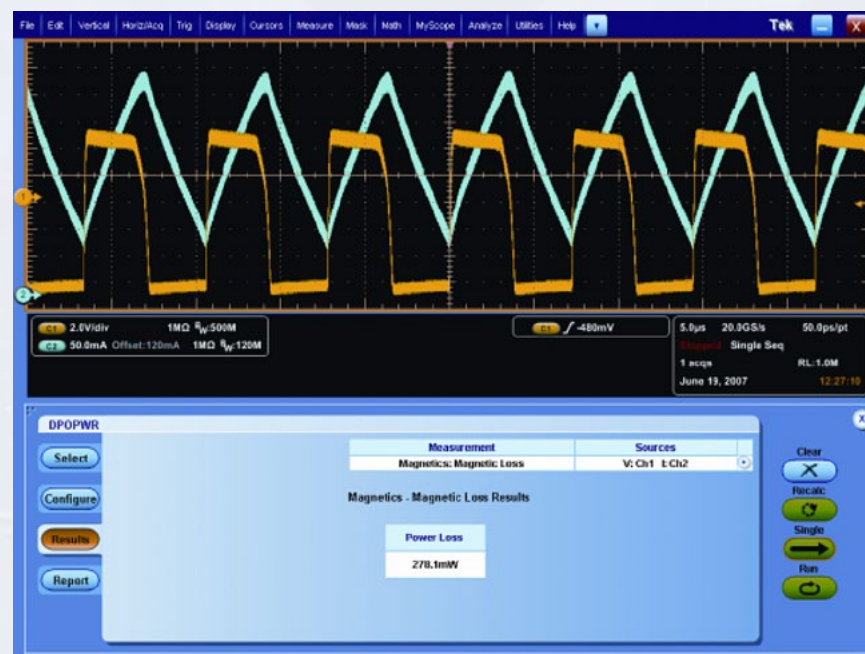 File Edit Vertical Horiz/Acq Trig Display Cursors Measure Mask Math MyScope Analyze Utilities Help Tek X
1
2
C1 2.0V/div 1MΩ BW:500M
C2 50.0mA Offset:120mA 1MΩ BW:120M
C1 -480mV
5.0µs 20.0GS/s 50.0ps/pt
Stopped Single Seq
1 acqs RL:1.0M
June 19, 2007 12:27:10
DPOPWR
X
Select
Configure
Results
Report
Measurement Sources
Magnetics: Magnetic Loss V: Ch1 I: Ch2
Magnetics - Magnetic Loss Results
Power Loss
278.1mW
Clear
Recalc
Single
Run